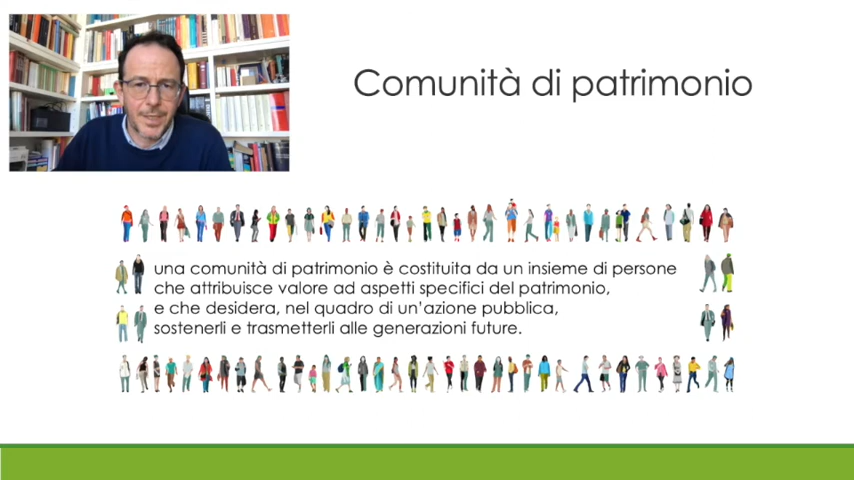 Comunità di patrimonio
una comunità di patrimonio è costituita da un insieme di persone
che attribuisce valore ad aspetti specifici del patrimonio,
e che desidera, nel quadro di un'azione pubblica,
sostenerli e trasmetterli alle generazioni future.